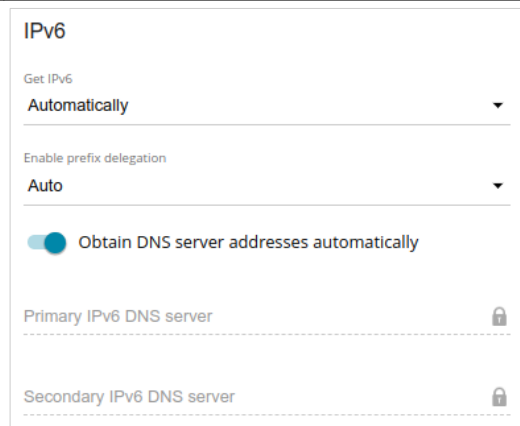 IPv6
Get IPv6
Automatically
Enable prefix delegation
Auto
Obtain DNS server addresses automatically
Primary IPv6 DNS server
Secondary IPv6 DNS server